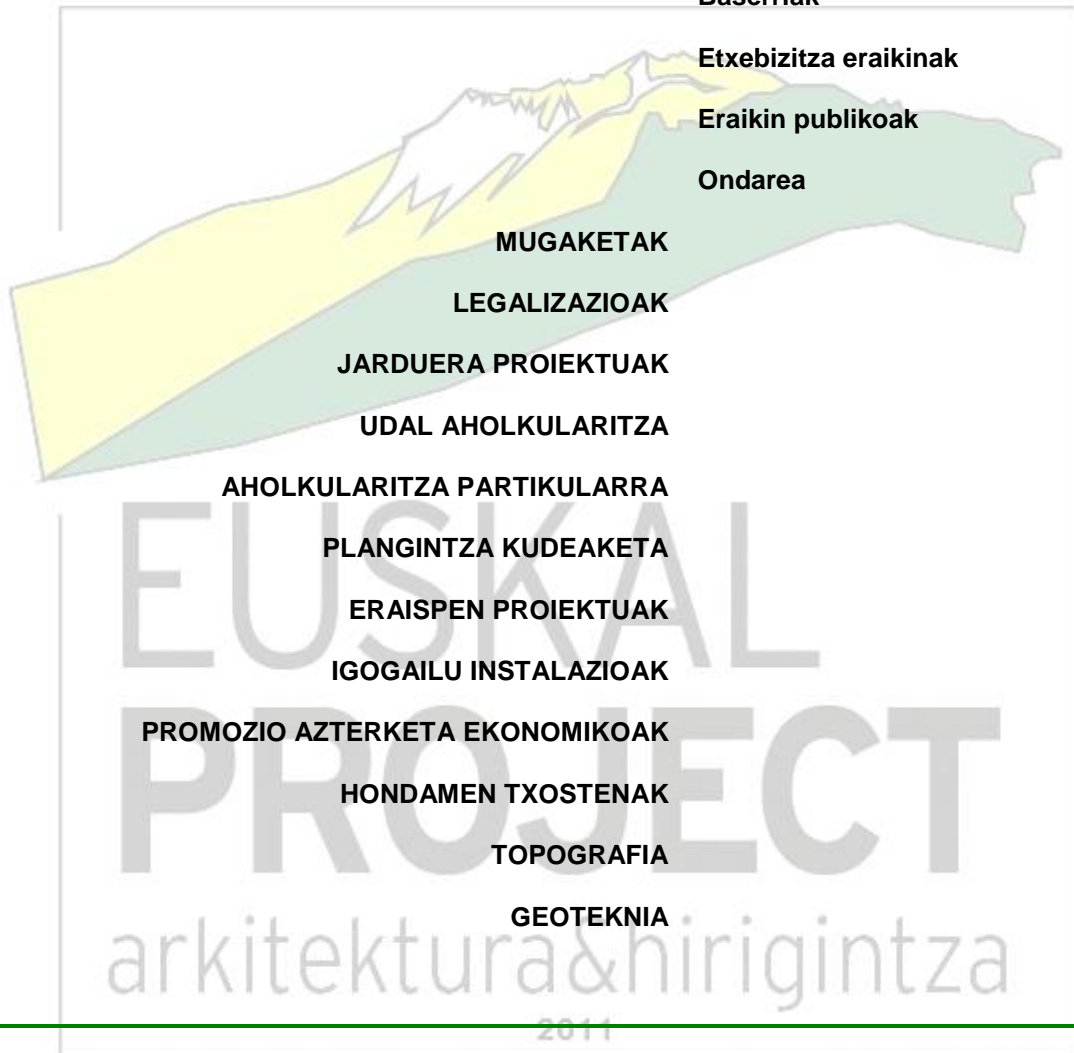 Baserriak
Etxebizitza eraikinak
Eraikin publikoak
Ondarea
MUGAKETAK
LEGALIZAZIOAK
JARDUERA PROIEKTUAK
UDAL AHOLKULARITZA
AHOLKULARITZA PARTIKULARRA
PLANGINTZA KUDEAKETA
ERAISPEN PROIEKTUAK
IGOGAILU INSTALAZIOAK
PROMOZIO AZTERKETA EKONOMIKOAK
HONDAMEN TXOSTENAK
TOPOGRAFIA
GEOTEKNIA
EUSKAL
PROJECT
arkitektura&hirigintza
2011